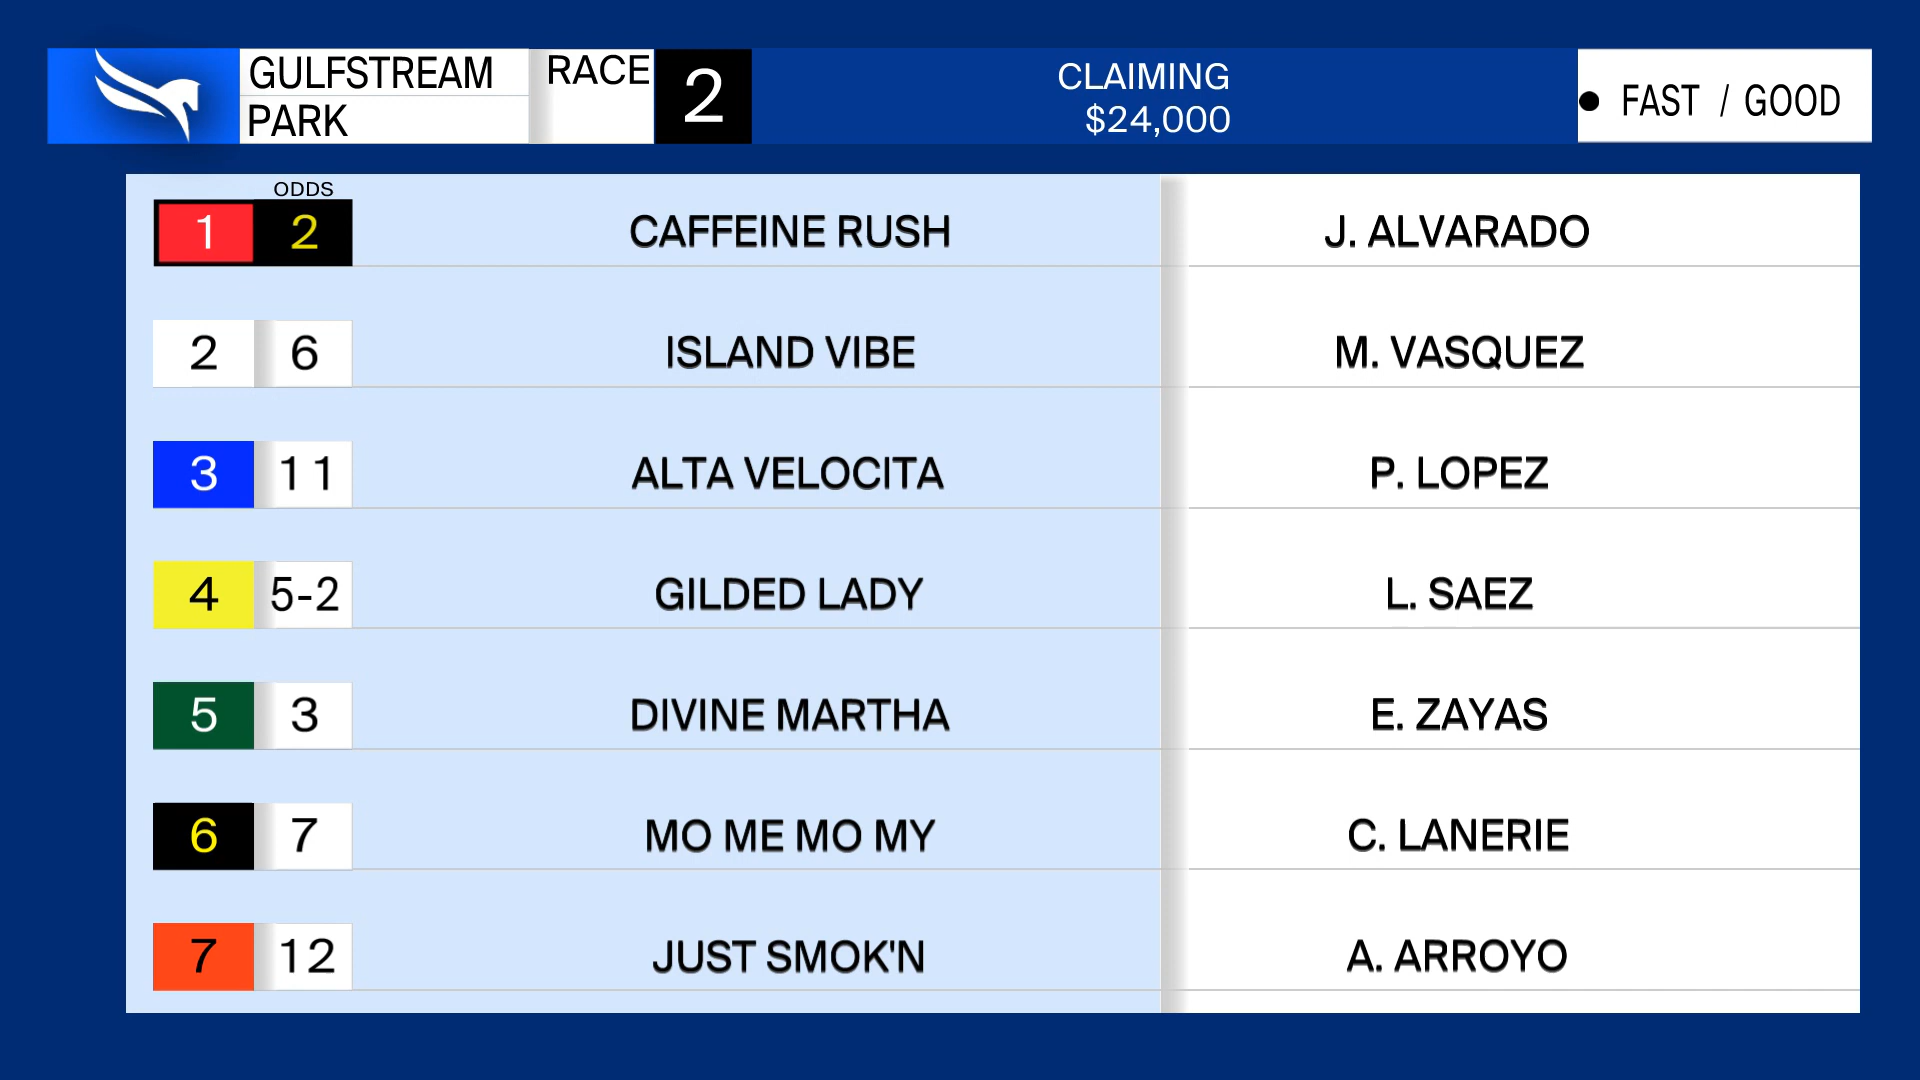 GULFSTREAM PARK RACE 2 CLAIMING $24,000 • FAST / GOOD
ODDS
1 2 CAFFEINE RUSH J. ALVARADO
2 6 ISLAND VIBE M. VASQUEZ
3 11 ALTA VELOCITA P. LOPEZ
4 5-2 GILDED LADY L. SAEZ
5 3 DIVINE MARTHA E. ZAYAS
6 7 MO ME MO MY C. LANERIE
7 12 JUST SMOK'N A. ARROYO